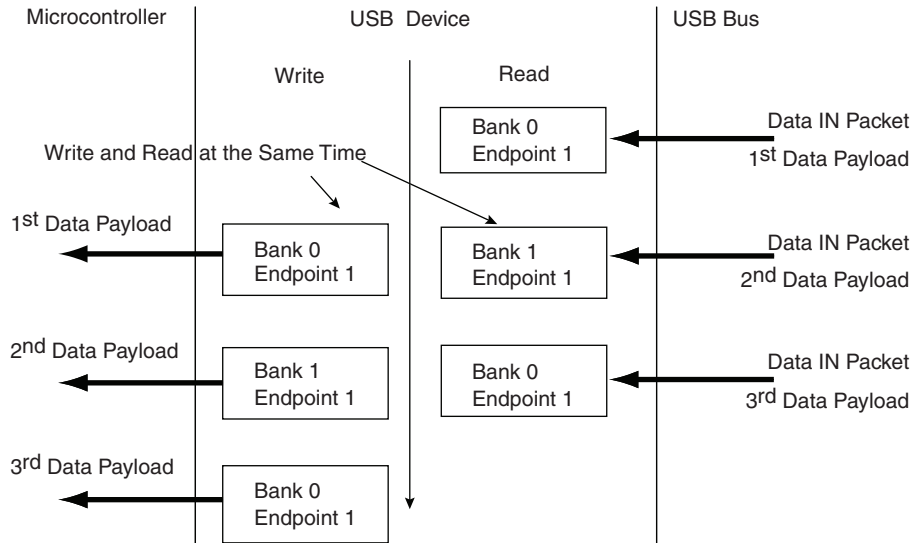 Microcontroller
USB Device
USB Bus
Write
Read
Bank 0
Endpoint 1
Data IN Packet
1st Data Payload
Write and Read at the Same Time
1st Data Payload
Bank 0
Endpoint 1
Bank 1
Endpoint 1
Data IN Packet
2nd Data Payload
2nd Data Payload
Bank 1
Endpoint 1
Bank 0
Endpoint 1
Data IN Packet
3rd Data Payload
3rd Data Payload
Bank 0
Endpoint 1